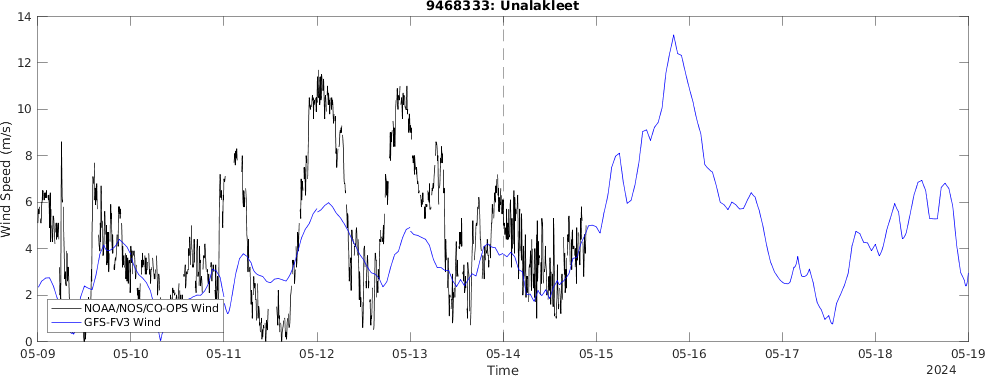 9468333: Unalakleet
14
12
10
8
6
4
2
0
Wind Speed (m/s)
NOAA/NOS/CO-OPS Wind
GFS-FV3 Wind
05-09 05-10 05-11 05-12 05-13 05-14 05-15 05-16 05-17 05-18 05-19
Time
2024